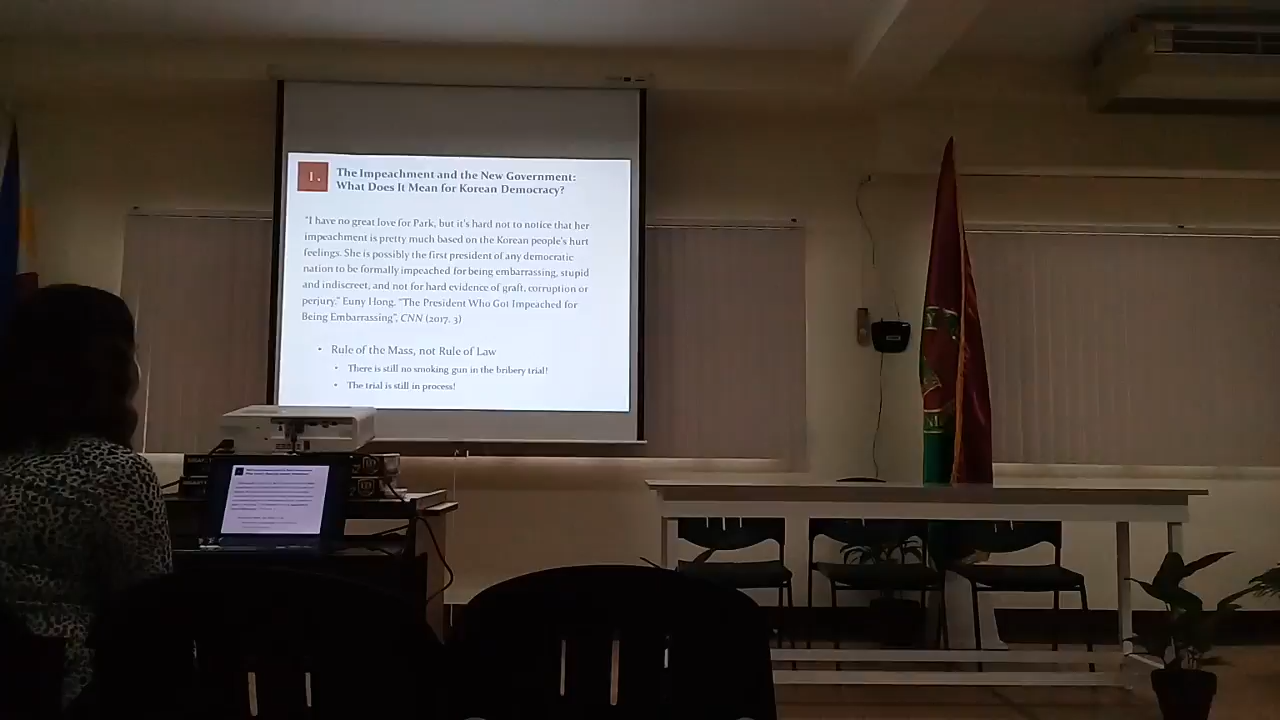 1.
The Impeachment and the New Government:
What Does It Mean for Korean Democracy?
"I have no great love for Park, but it's hard not to notice that her
impeachment is pretty much based on the Korean people's hurt
feelings. She is possibly the first president of any democratic
nation to be formally impeached for being embarrassing, stupid
and indiscreet, and not for hard evidence of graft, corruption or
perjury." Euny Hong. "The President Who Got Impeached for
Being Embarrassing", CNN (2017. 3)
• Rule of the Mass, not Rule of Law
• There is still no smoking gun in the bribery trial!
• The trial is still in process!